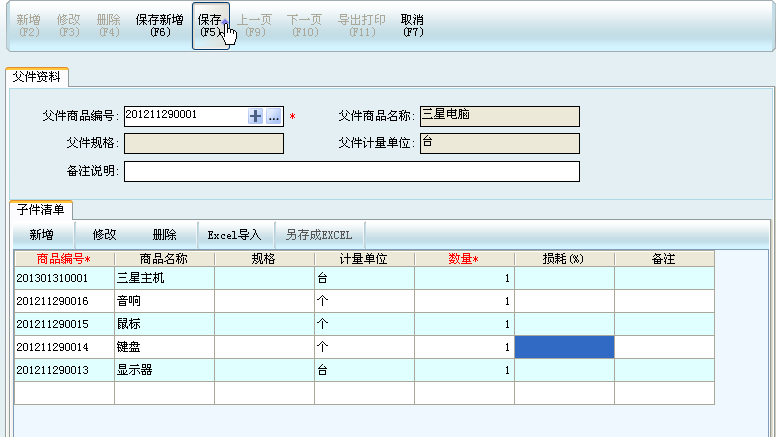 新增 修改 删除 保存新增 保存 上一页 下一页 导出打印 取消
(F2) (F3) (F4) (F6) (F5) (F9) (F10) (F11) (F7)
父件资料
父件商品编号: 201211290001 + ... * 父件商品名称: 三星电脑
父件规格: 父件计量单位: 台
备注说明:
子件清单
新增 修改 删除 Excel导入 另存成EXCEL
商品编号* 商品名称 规格 计量单位 数量* 损耗(%) 备注
201301310001 三星主机 台 1
201211290016 音响 个 1
201211290015 鼠标 个 1
201211290014 键盘 个 1
201211290013 显示器 台 1